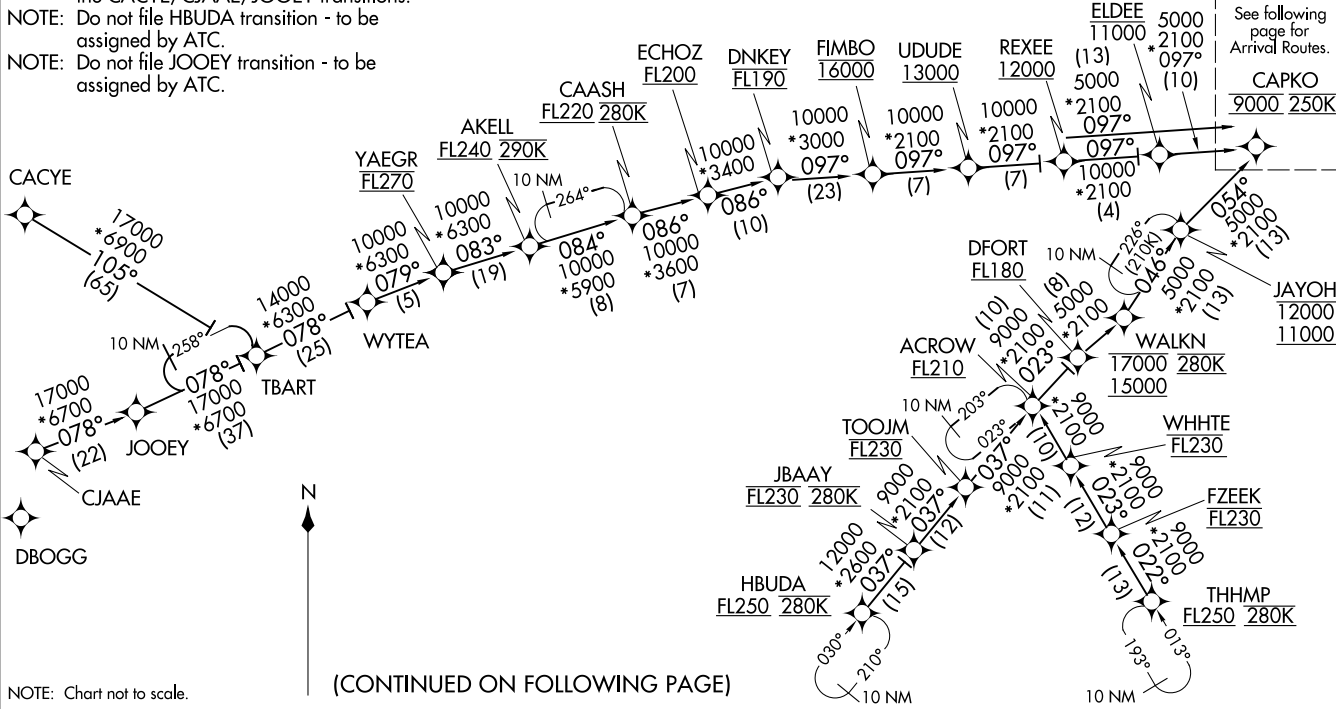 the CACYE, CJAAE, JOOEY transitions.
NOTE: Do not file HBUDA transition - to be
assigned by ATC.
NOTE: Do not file JOOEY transition - to be
assigned by ATC.
See following
page for
Arrival Routes.
CAPKO
9000 250K
ELDEE
11000
5000
*2100
097°
(10)
REXEE
12000
(13)
5000
*2100
097°
097°
10000
*2100
(4)
UDUDE
13000
10000
*2100
097°
(7)
FIMBO
16000
10000
*2100
097°
(7)
DNKEY
FL190
10000
*3000
097°
(23)
ECHOZ
FL200
10000
*3400
086°
(10)
CAASH
FL220 280K
086°
10000
*3600
(7)
AKELL
FL240 290K
10 NM
264°
084°
10000
*5900
(8)
YAEGR
FL270
10000
*6300
083°
(19)
10000
*6300
079°
(5)
WYTEA
14000
*6300
078°
(25)
TBART
CACYE
17000
*6900
105°
(65)
10 NM
258°
078°
17000
*6700
(37)
JOOEY
17000
*6700
078°
(22)
CJAAE
DBOGG
N
054°
5000
*2100
(13)
JAYOH
12000
11000
10 NM
226°
(210K)
046°
5000
*2100
(13)
WALKN
17000 280K
15000
DFORT
FL180
(8)
5000
*2100
ACROW
FL210
(10)
9000
*2100
023°
10 NM
203°
023°
TOOJM
FL230
037°
9000
*2100
(11)
JBAAY
FL230 280K
9000
*2100
037°
(12)
HBUDA
FL250 280K
12000
*2600
037°
(15)
030°
210°
10 NM
9000
*2100
(10)
WHHTE
FL230
9000
*2100
023°
(12)
FZEEK
FL230
9000
*2100
022°
(13)
THHMP
FL250 280K
193°
013°
10 NM
NOTE: Chart not to scale.
(CONTINUED ON FOLLOWING PAGE)